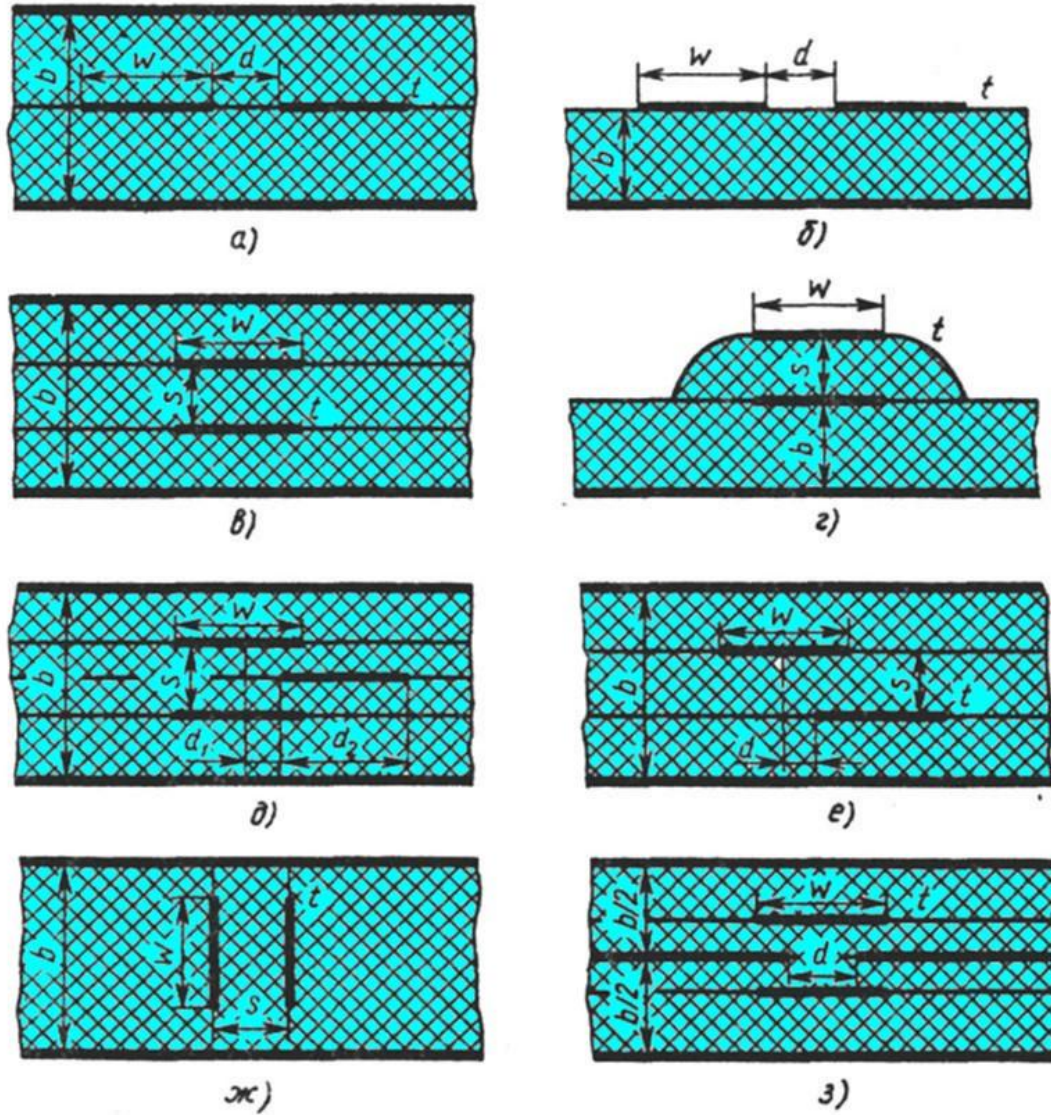 w d
b t
а)
w d
t
b
б)
w
b s t
в)
w
t
s
b
г)
w
b s
d₁ d₂
д)
w
b s
t
d
е)
t
b w
s
ж)
w t
b/2
d
b/2
з)